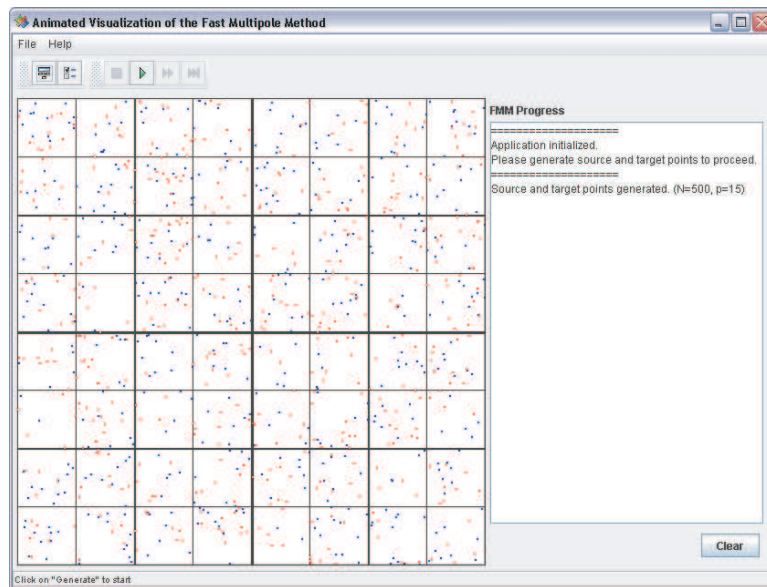 Animated Visualization of the Fast Multipole Method
File Help
FMM Progress
====================
Application initialized.
Please generate source and target points to proceed.
====================
Source and target points generated. (N=500, p=15)
Clear
Click on "Generate" to start